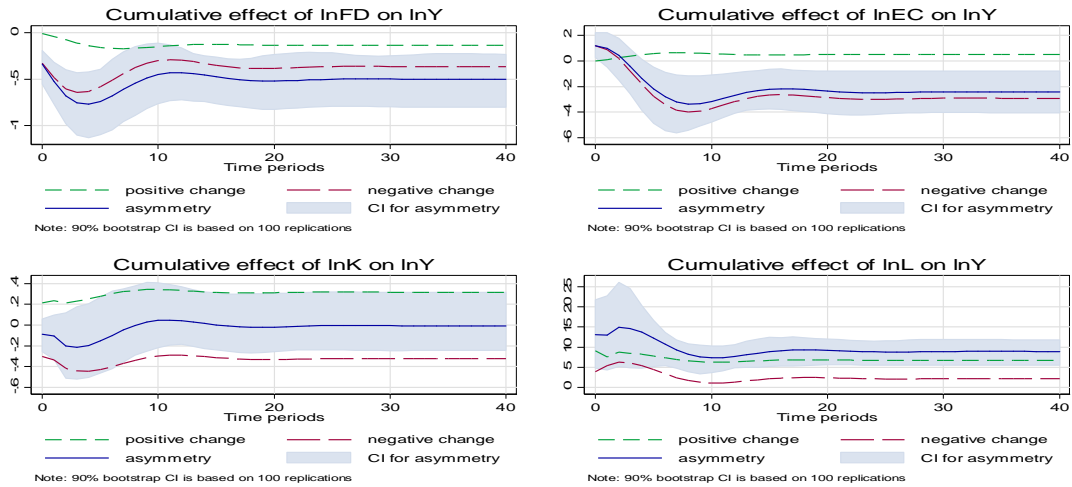 Cumulative effect of lnFD on lnY
0
-.5
-1
0 10 20 30 40
Time periods
positive change negative change
asymmetry CI for asymmetry
Note: 90% bootstrap CI is based on 100 replications
Cumulative effect of lnEC on lnY
2
0
-2
-4
-6
0 10 20 30 40
Time periods
positive change negative change
asymmetry CI for asymmetry
Note: 90% bootstrap CI is based on 100 replications
Cumulative effect of lnK on lnY
.4
.2
0
-.2
-.4
-.6
0 10 20 30 40
Time periods
positive change negative change
asymmetry CI for asymmetry
Note: 90% bootstrap CI is based on 100 replications
Cumulative effect of lnL on lnY
25
20
15
10
5
0
0 10 20 30 40
Time periods
positive change negative change
asymmetry CI for asymmetry
Note: 90% bootstrap CI is based on 100 replications